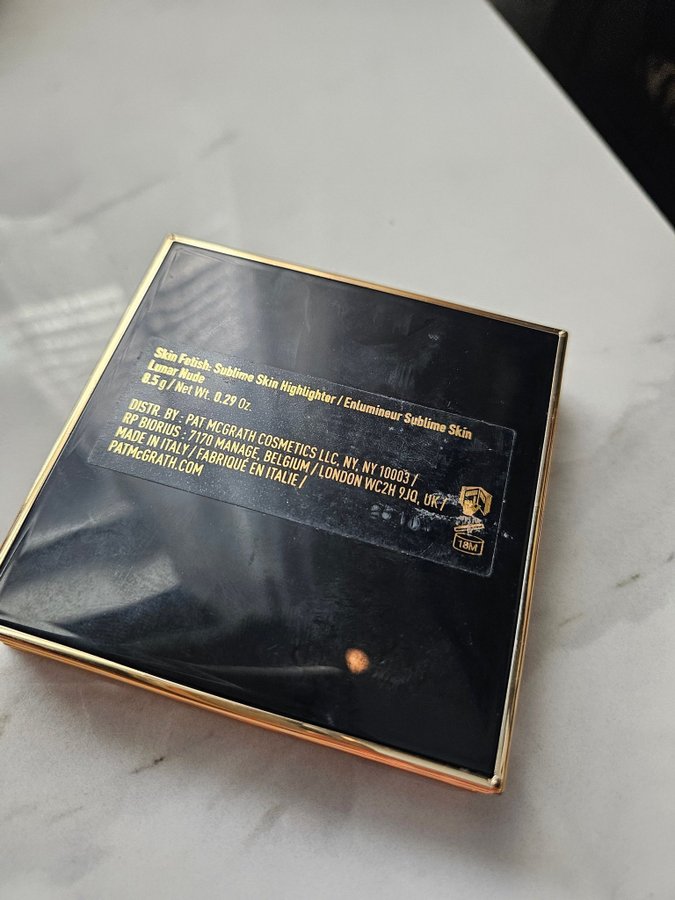 Skin Fetish: Sublime Skin Highlighter / Enlumineur Sublime Skin
Lunar Nude
8.5 g / Net Wt. 0.29 Oz.
DISTR. BY : PAT McGRATH COSMETICS LLC, NY, NY 10003 /
RP BIORIUS : 7170 MANAGE, BELGIUM / LONDON WC2H 9JQ, UK /
MADE IN ITALY / FABRIQUÉ EN ITALIE /
PATMcGRATH.COM
18M